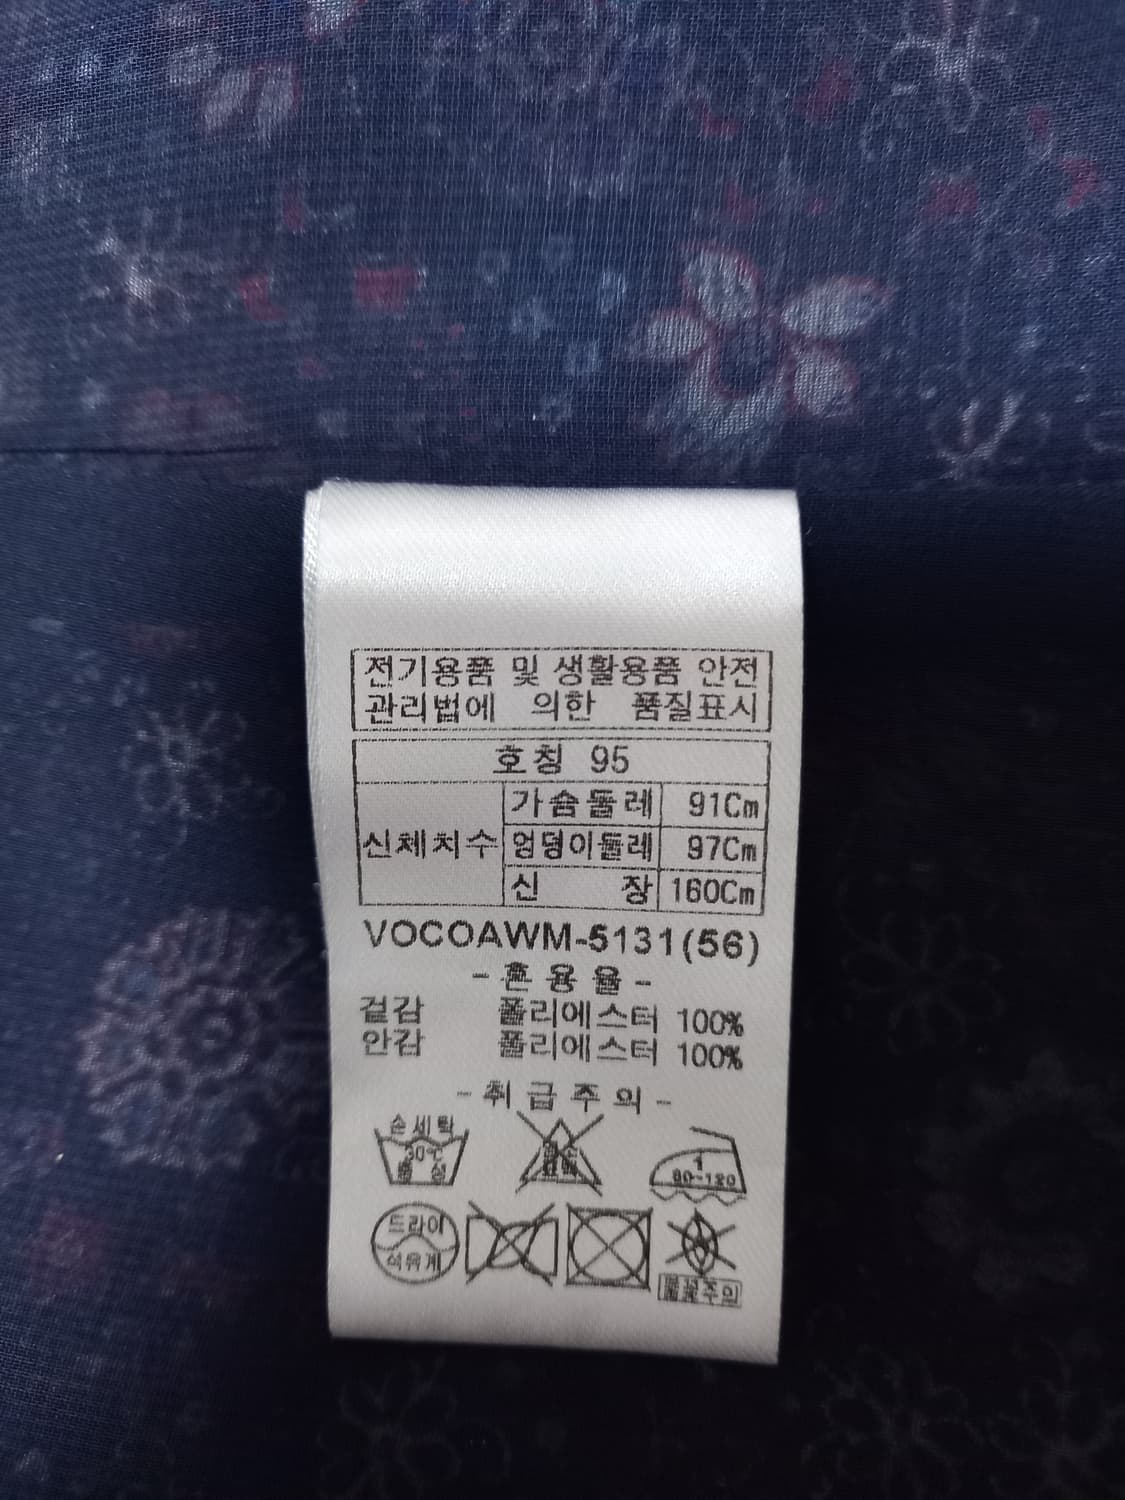 전기용품 및 생활용품 안전
관리법에 의한 품질표시
호칭 95
신체치수
가슴둘레 91Cm
엉덩이둘레 97Cm
신 장 160Cm
VOCOAWM-5131(56)
- 혼 용 율 -
겉감 폴리에스터 100%
안감 폴리에스터 100%
- 취 급 주 의 -
손세탁
30℃
중 성
1
80~120
드라이
석유계
불꽃주의